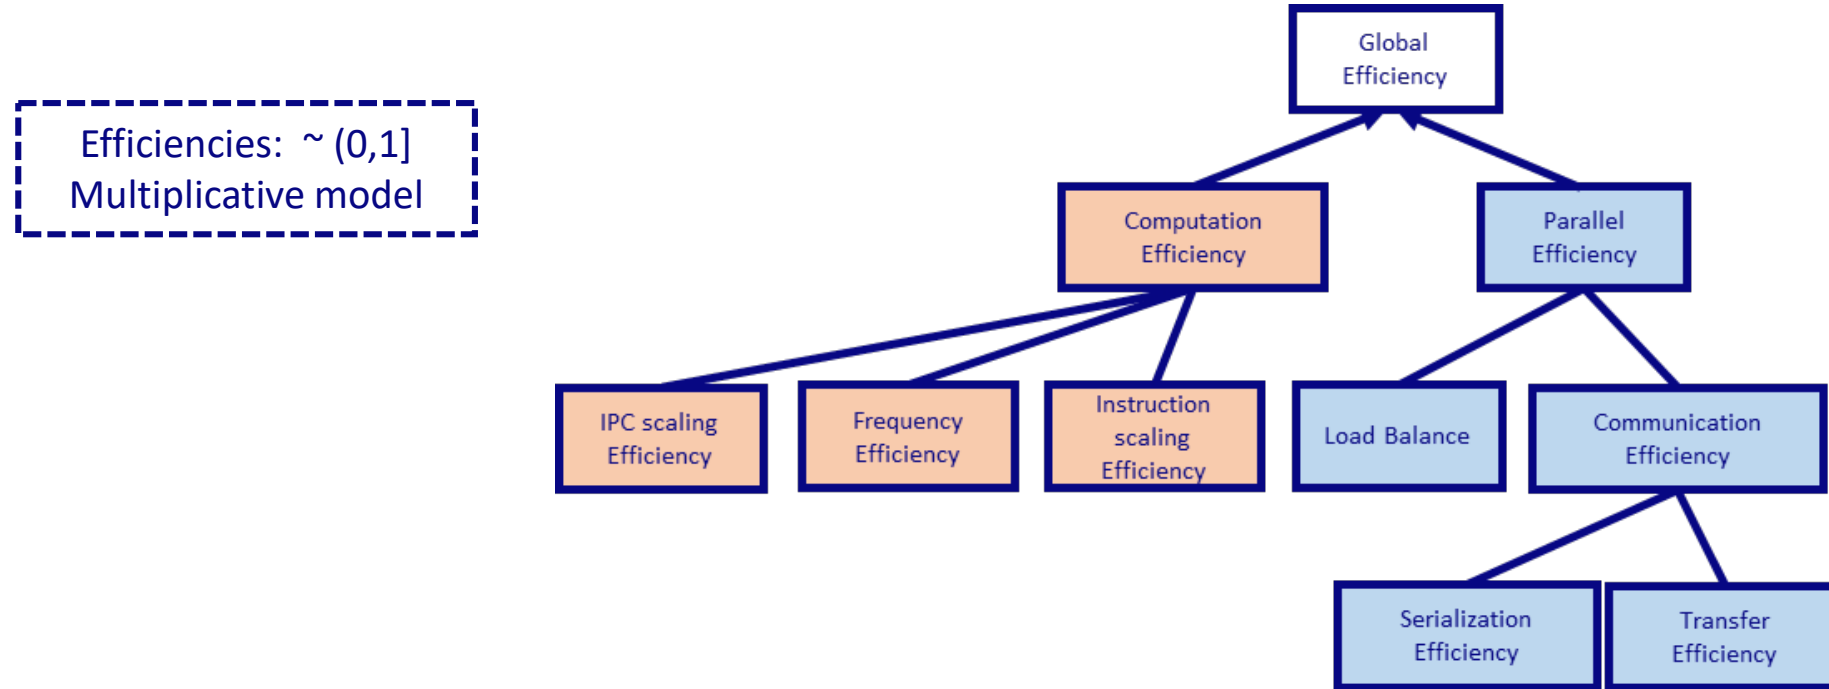 Efficiencies: ~ (0,1]
Multiplicative model
Global
Efficiency
Computation
Efficiency
Parallel
Efficiency
IPC scaling
Efficiency
Frequency
Efficiency
Instruction
scaling
Efficiency
Load Balance
Communication
Efficiency
Serialization
Efficiency
Transfer
Efficiency